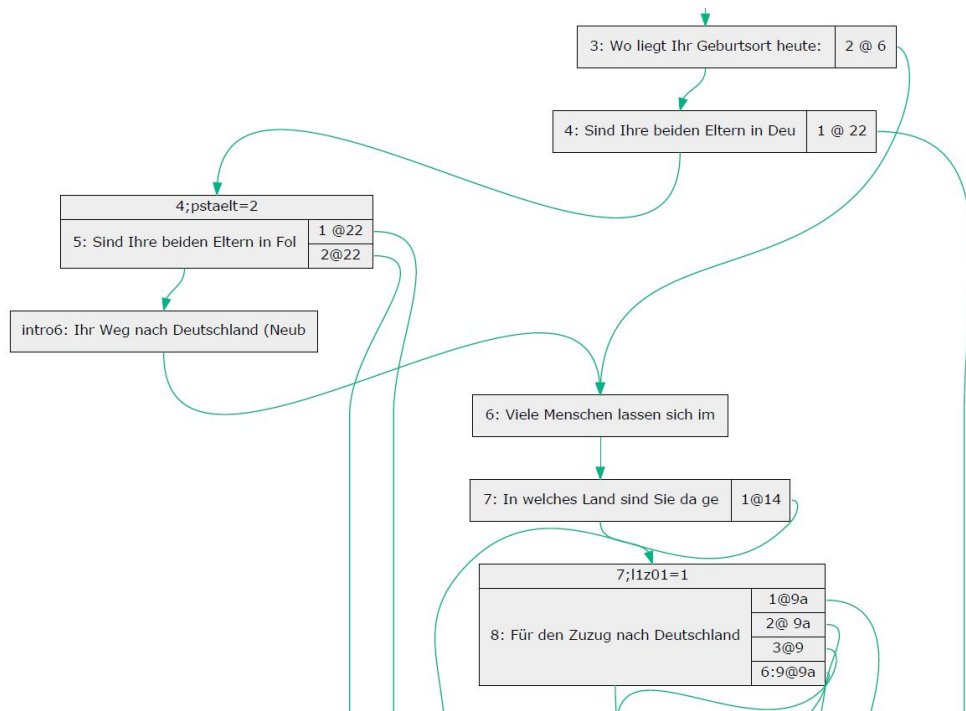 3: Wo liegt Ihr Geburtsort heute: 2 @ 6
4: Sind Ihre beiden Eltern in Deu 1 @ 22
4;pstaelt=2
5: Sind Ihre beiden Eltern in Fol
1 @22
2@22
intro6: Ihr Weg nach Deutschland (Neub
6: Viele Menschen lassen sich im
7: In welches Land sind Sie da ge 1@14
7;l1z01=1
8: Für den Zuzug nach Deutschland
1@9a
2@ 9a
3@9
6:9@9a